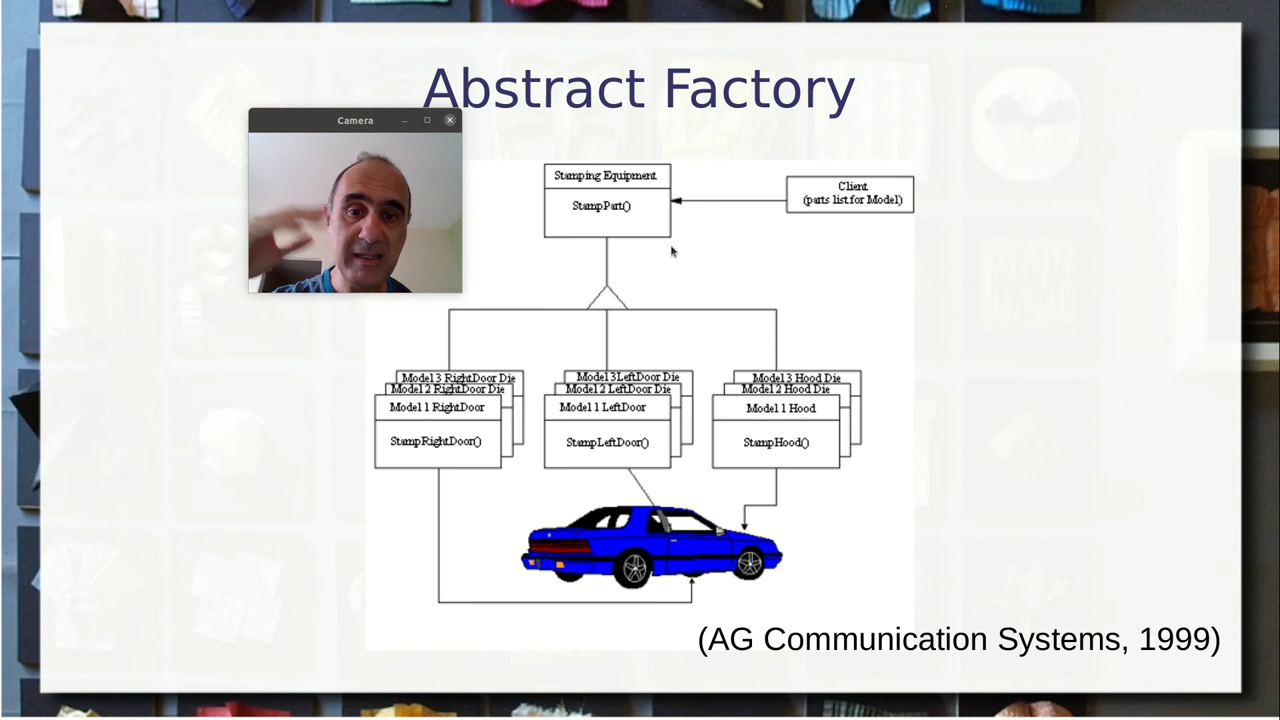 Abstract Factory
Camera
Stamping Equipment
StampPart()
Client
(parts list for Model)
Model 3 RightDoor Die
Model 2 RightDoor Die
Model 1 RightDoor
StampRightDoor()
Model 3 LeftDoor Die
Model 2 LeftDoor Die
Model 1 LeftDoor
StampLeftDoor()
Model 3 Hood Die
Model 2 Hood Die
Model 1 Hood
StampHood()
(AG Communication Systems, 1999)